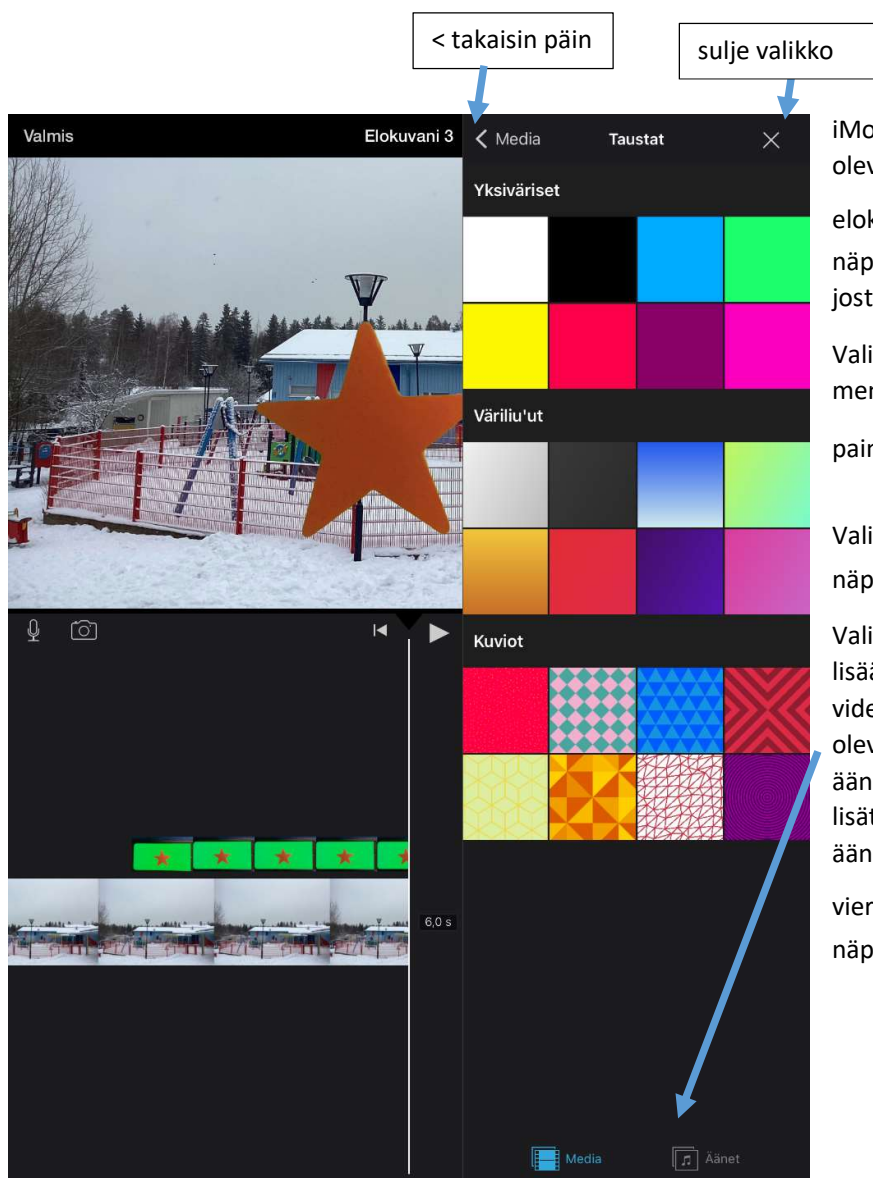 < takaisin päin
sulje valikko
Valmis
Elokuvani 3
Media
Taustat
Yksiväriset
Väriliu'ut
Kuviot
6,0 s
Media
Äänet
iMo
olev
elok
näp
jost
Vali
mer
pain
Vali
näp
Vali
lisää
vide
olev
ään
lisät
ään
vier
näp